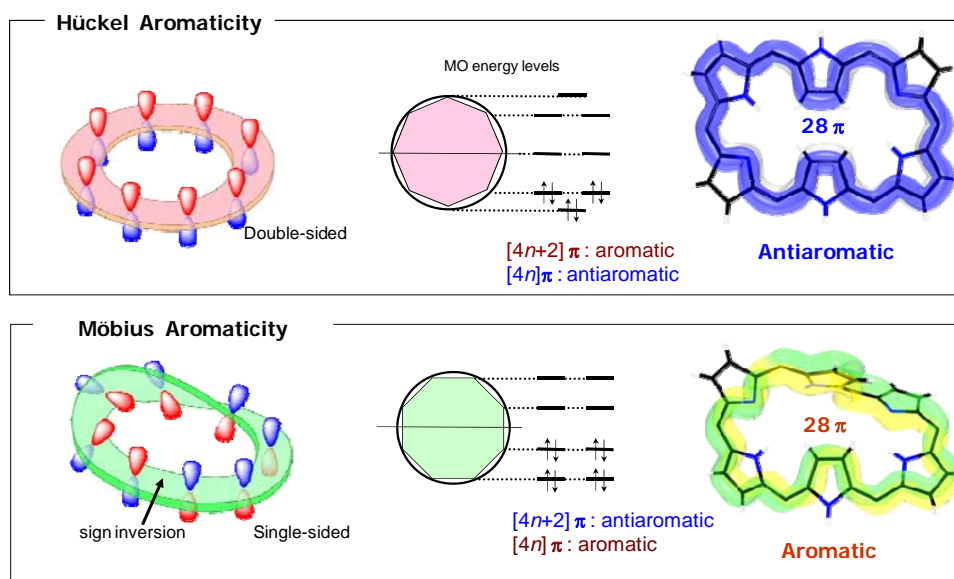 Hückel Aromaticity
MO energy levels
Double-sided
[4n+2] π : aromatic
[4n]π : antiaromatic
28 π
Antiaromatic
Möbius Aromaticity
sign inversion
Single-sided
[4n+2] π : antiaromatic
[4n] π : aromatic
28 π
Aromatic